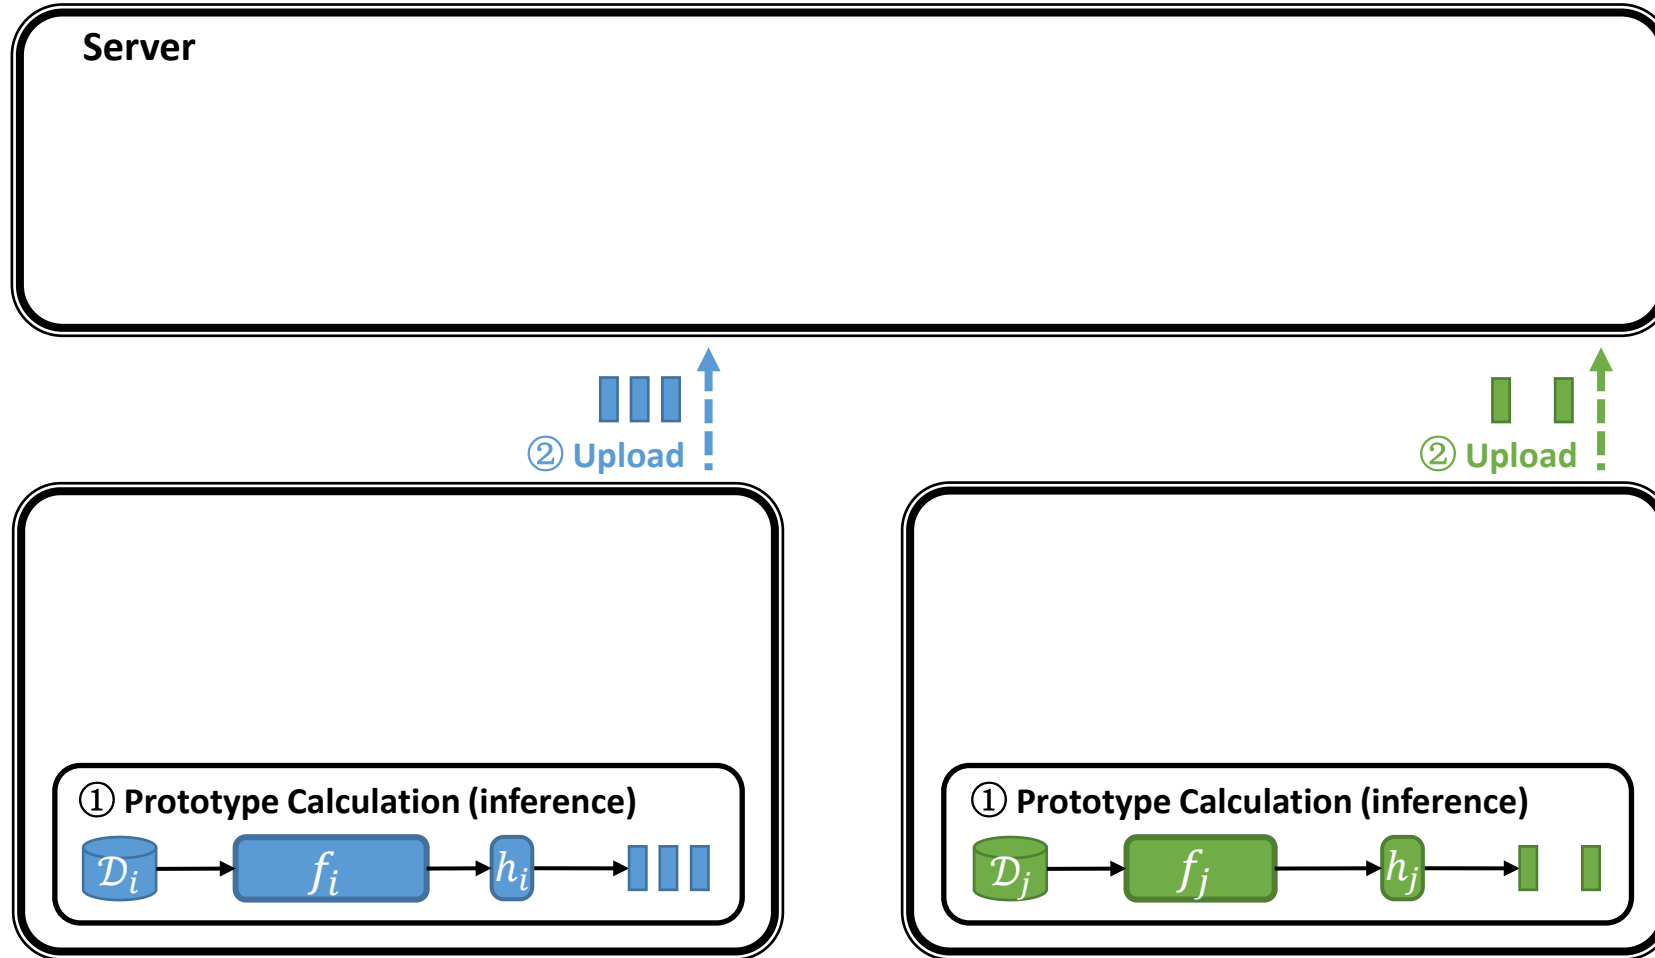 Server
② Upload
② Upload
① Prototype Calculation (inference)
𝒟ᵢ fᵢ hᵢ
① Prototype Calculation (inference)
𝒟ⱼ fⱼ hⱼ